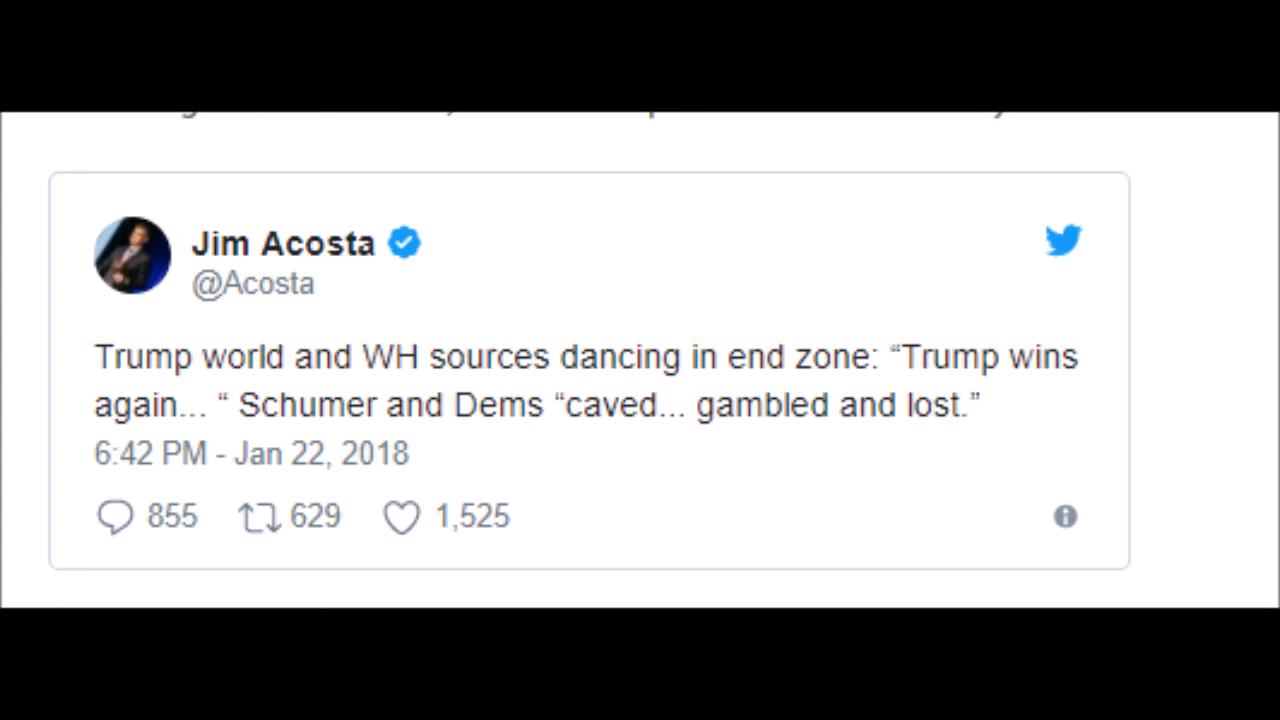 Jim Acosta
@Acosta
Trump world and WH sources dancing in end zone: “Trump wins
again... “ Schumer and Dems “caved... gambled and lost.”
6:42 PM - Jan 22, 2018
855 629 1,525